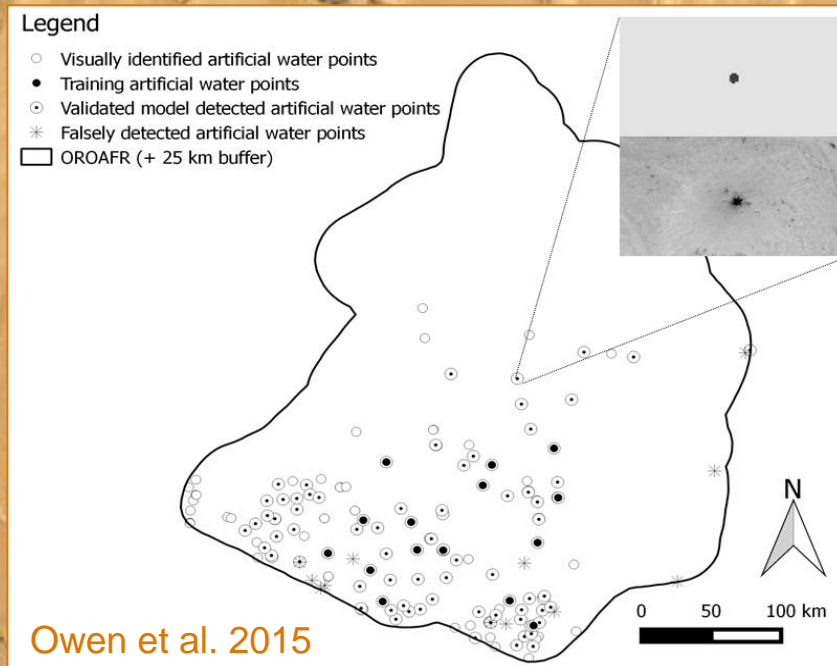 Legend
Visually identified artificial water points
Training artificial water points
Validated model detected artificial water points
Falsely detected artificial water points
OROAFR (+ 25 km buffer)
N
0 50 100 km
Owen et al. 2015